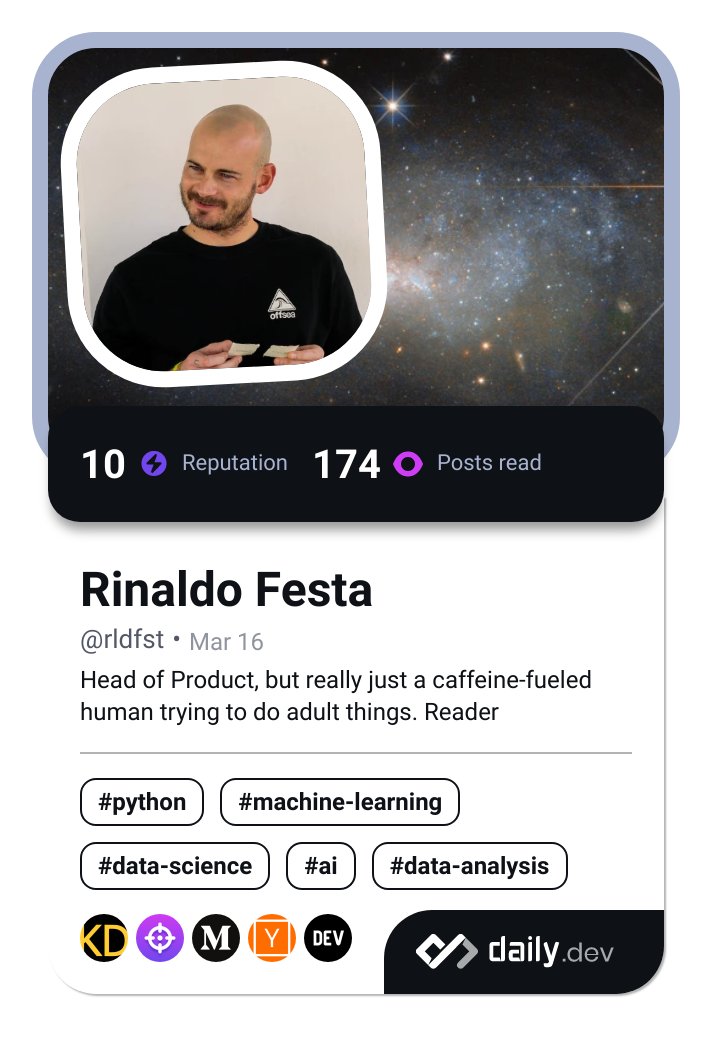 offsea
10 Reputation 174 Posts read
Rinaldo Festa
@rldfst • Mar 16
Head of Product, but really just a caffeine-fueled
human trying to do adult things. Reader
#python #machine-learning
#data-science #ai #data-analysis
KD M Y DEV daily.dev